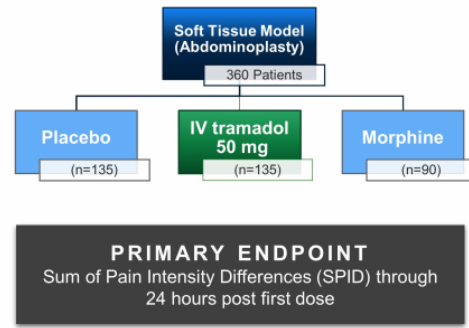 Soft Tissue Model
(Abdominoplasty)
360 Patients
Placebo
(n=135)
IV tramadol
50 mg
(n=135)
Morphine
(n=90)
PRIMARY ENDPOINT
Sum of Pain Intensity Differences (SPID) through
24 hours post first dose